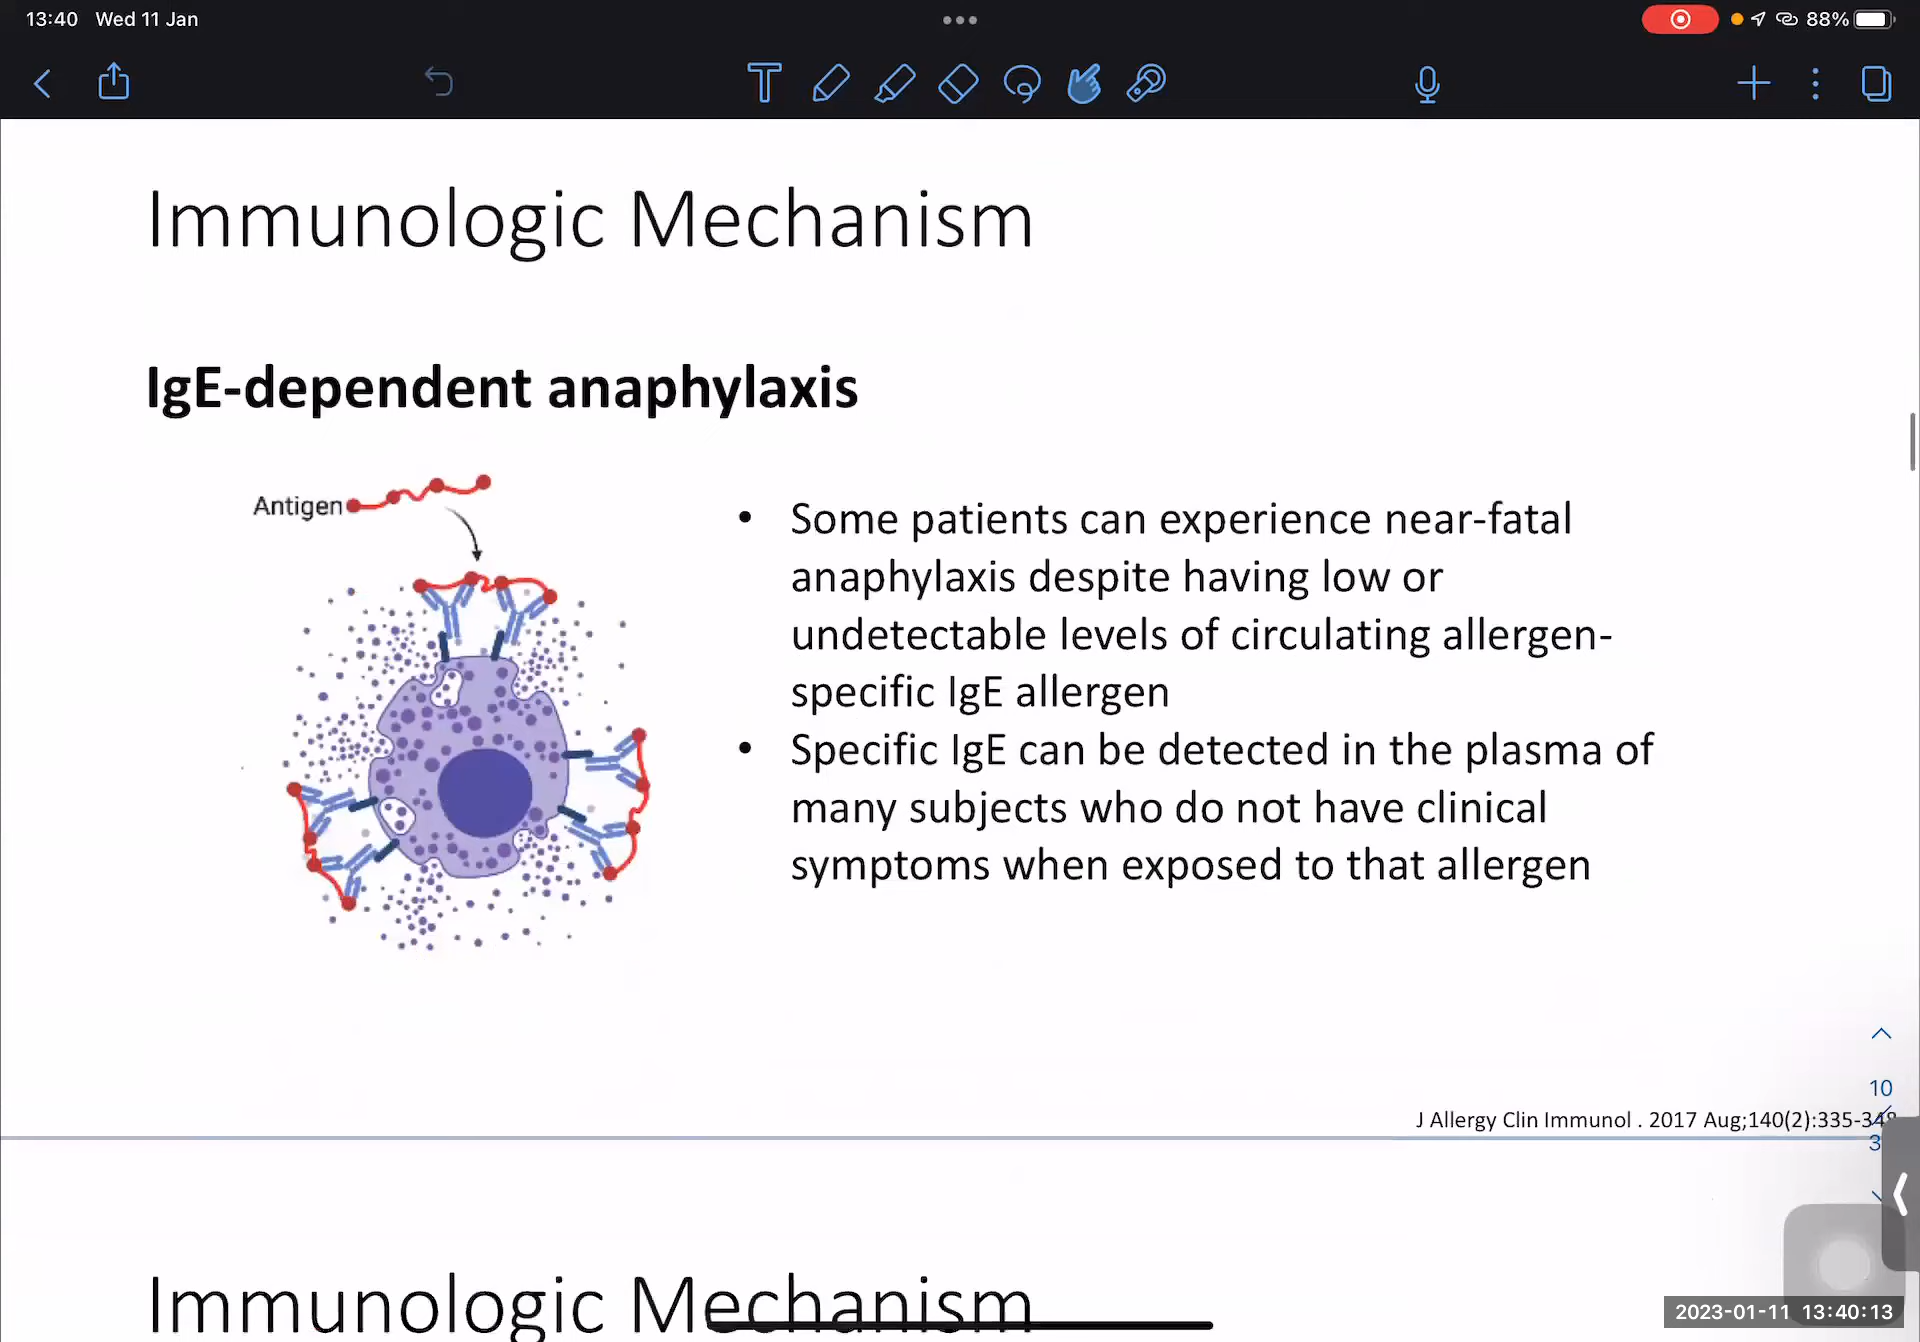 13:40 Wed 11 Jan
88%
Immunologic Mechanism
IgE-dependent anaphylaxis
Antigen
• Some patients can experience near-fatal
anaphylaxis despite having low or
undetectable levels of circulating allergen-
specific IgE allergen
• Specific IgE can be detected in the plasma of
many subjects who do not have clinical
symptoms when exposed to that allergen
10
J Allergy Clin Immunol . 2017 Aug;140(2):335-348
3
Immunologic Mechanism
2023-01-11 13:40:13